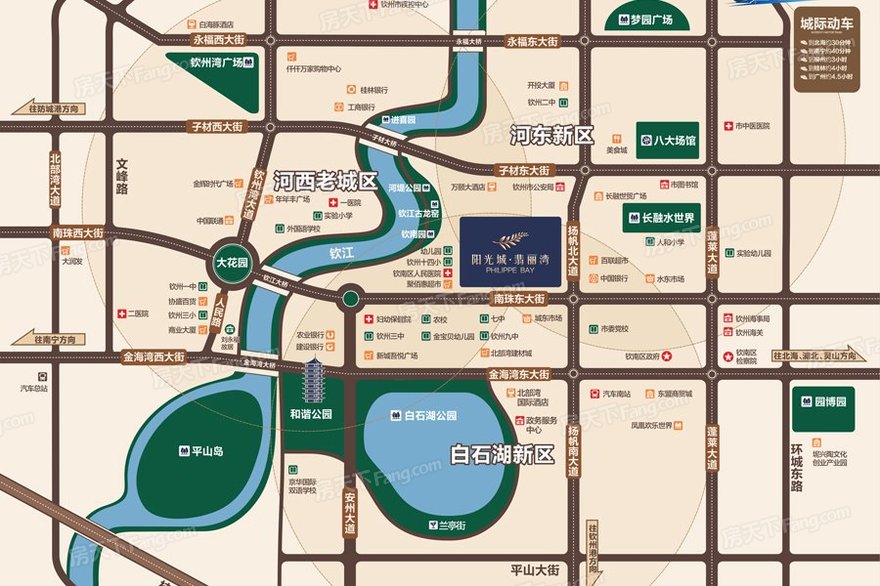 钦州市疾控中心
白海豚酒店
永福西大街
永福大桥
永福东大街
梦园广场
城际动车
到北海约30分钟
到南宁约40分钟
到柳州约3小时
到桂林约4小时
到广州约4.5小时
钦州湾广场
仟仟万家购物中心
桂林银行
工商银行
开投大厦
钦州二中
往防城港方向
子材西大街
进喜园
子材大桥
河东新区
美食城
八大场馆
市中医医院
北部湾大道
文峰路
钦州湾大道
河西老城区
子材东大街
金辉时代广场
年年丰广场
一医院
实验小学
外国语学校
中国联通
河堤公园
钦江古龙窑
钦南园
万颐大酒店
钦州市公安局
市图书馆
长融世贸广场
长融水世界
人和小学
扬帆北大道
蓬莱大道
实验幼儿园
南珠西大街
大润发
大花园
钦江
钦江大桥
幼儿园
钦州十四小
钦南区人民医院
聚佰惠超市
阳光城·翡丽湾
PHILIPPE BAY
百联超市
中国银行
水东市场
南珠东大街
钦州一中
协盛百货
钦州三小
商业大厦
人民路
刘永福
故居
二医院
农业银行
建设银行
妇幼保健院
农校
七中
城东市场
钦州三中
金宝贝幼儿园
钦州九中
新城吾悦广场
北部湾建材城
市委党校
钦州海事局
钦州海关
钦南区
检察院
钦南区政府
往南宁方向
金海湾西大街
金海湾大桥
金海湾东大街
往北海、浦北、灵山方向
汽车总站
和谐公园
白石湖公园
北部湾
国际酒店
政务服务
中心
汽车南站
东盟商贸城
凤凰欢乐世界
园博园
坭兴陶文化
创业产业园
平山岛
白石湖新区
京华国际
双语学校
安州大道
兰亭街
扬帆南大道
蓬莱大道
环城东路
往钦州港方向
平山大街